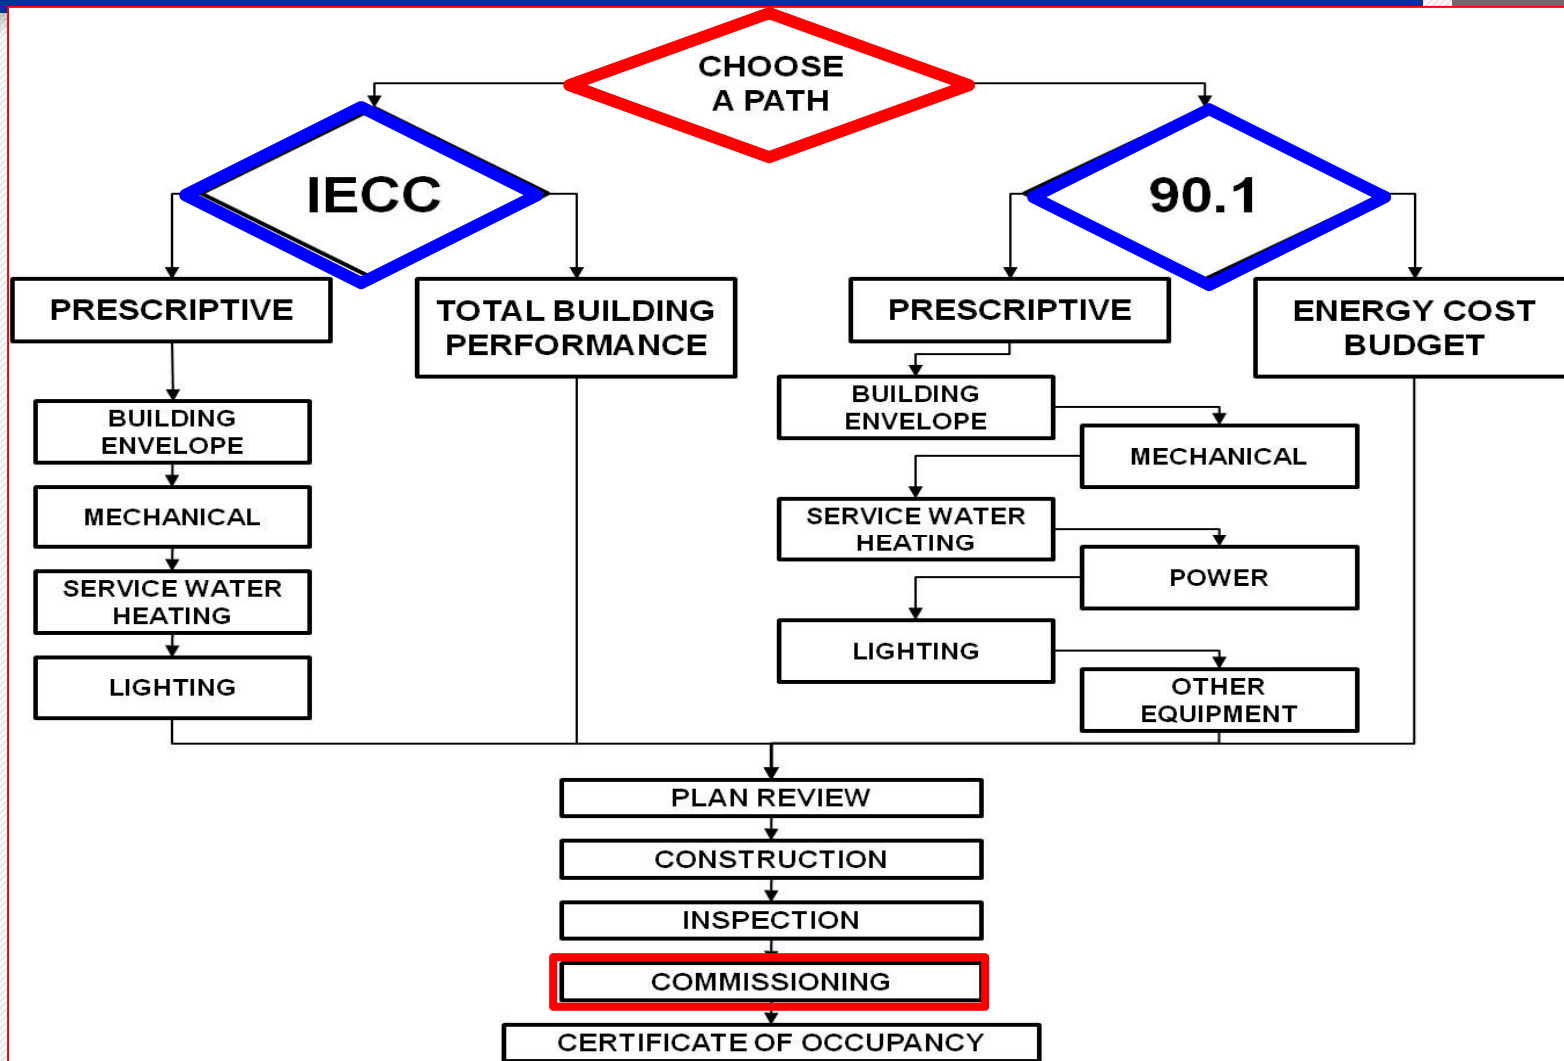 CHOOSE
A PATH
IECC
90.1
PRESCRIPTIVE
TOTAL BUILDING
PERFORMANCE
PRESCRIPTIVE
ENERGY COST
BUDGET
BUILDING
ENVELOPE
MECHANICAL
SERVICE WATER
HEATING
LIGHTING
BUILDING
ENVELOPE
MECHANICAL
SERVICE WATER
HEATING
POWER
LIGHTING
OTHER
EQUIPMENT
PLAN REVIEW
CONSTRUCTION
INSPECTION
COMMISSIONING
CERTIFICATE OF OCCUPANCY